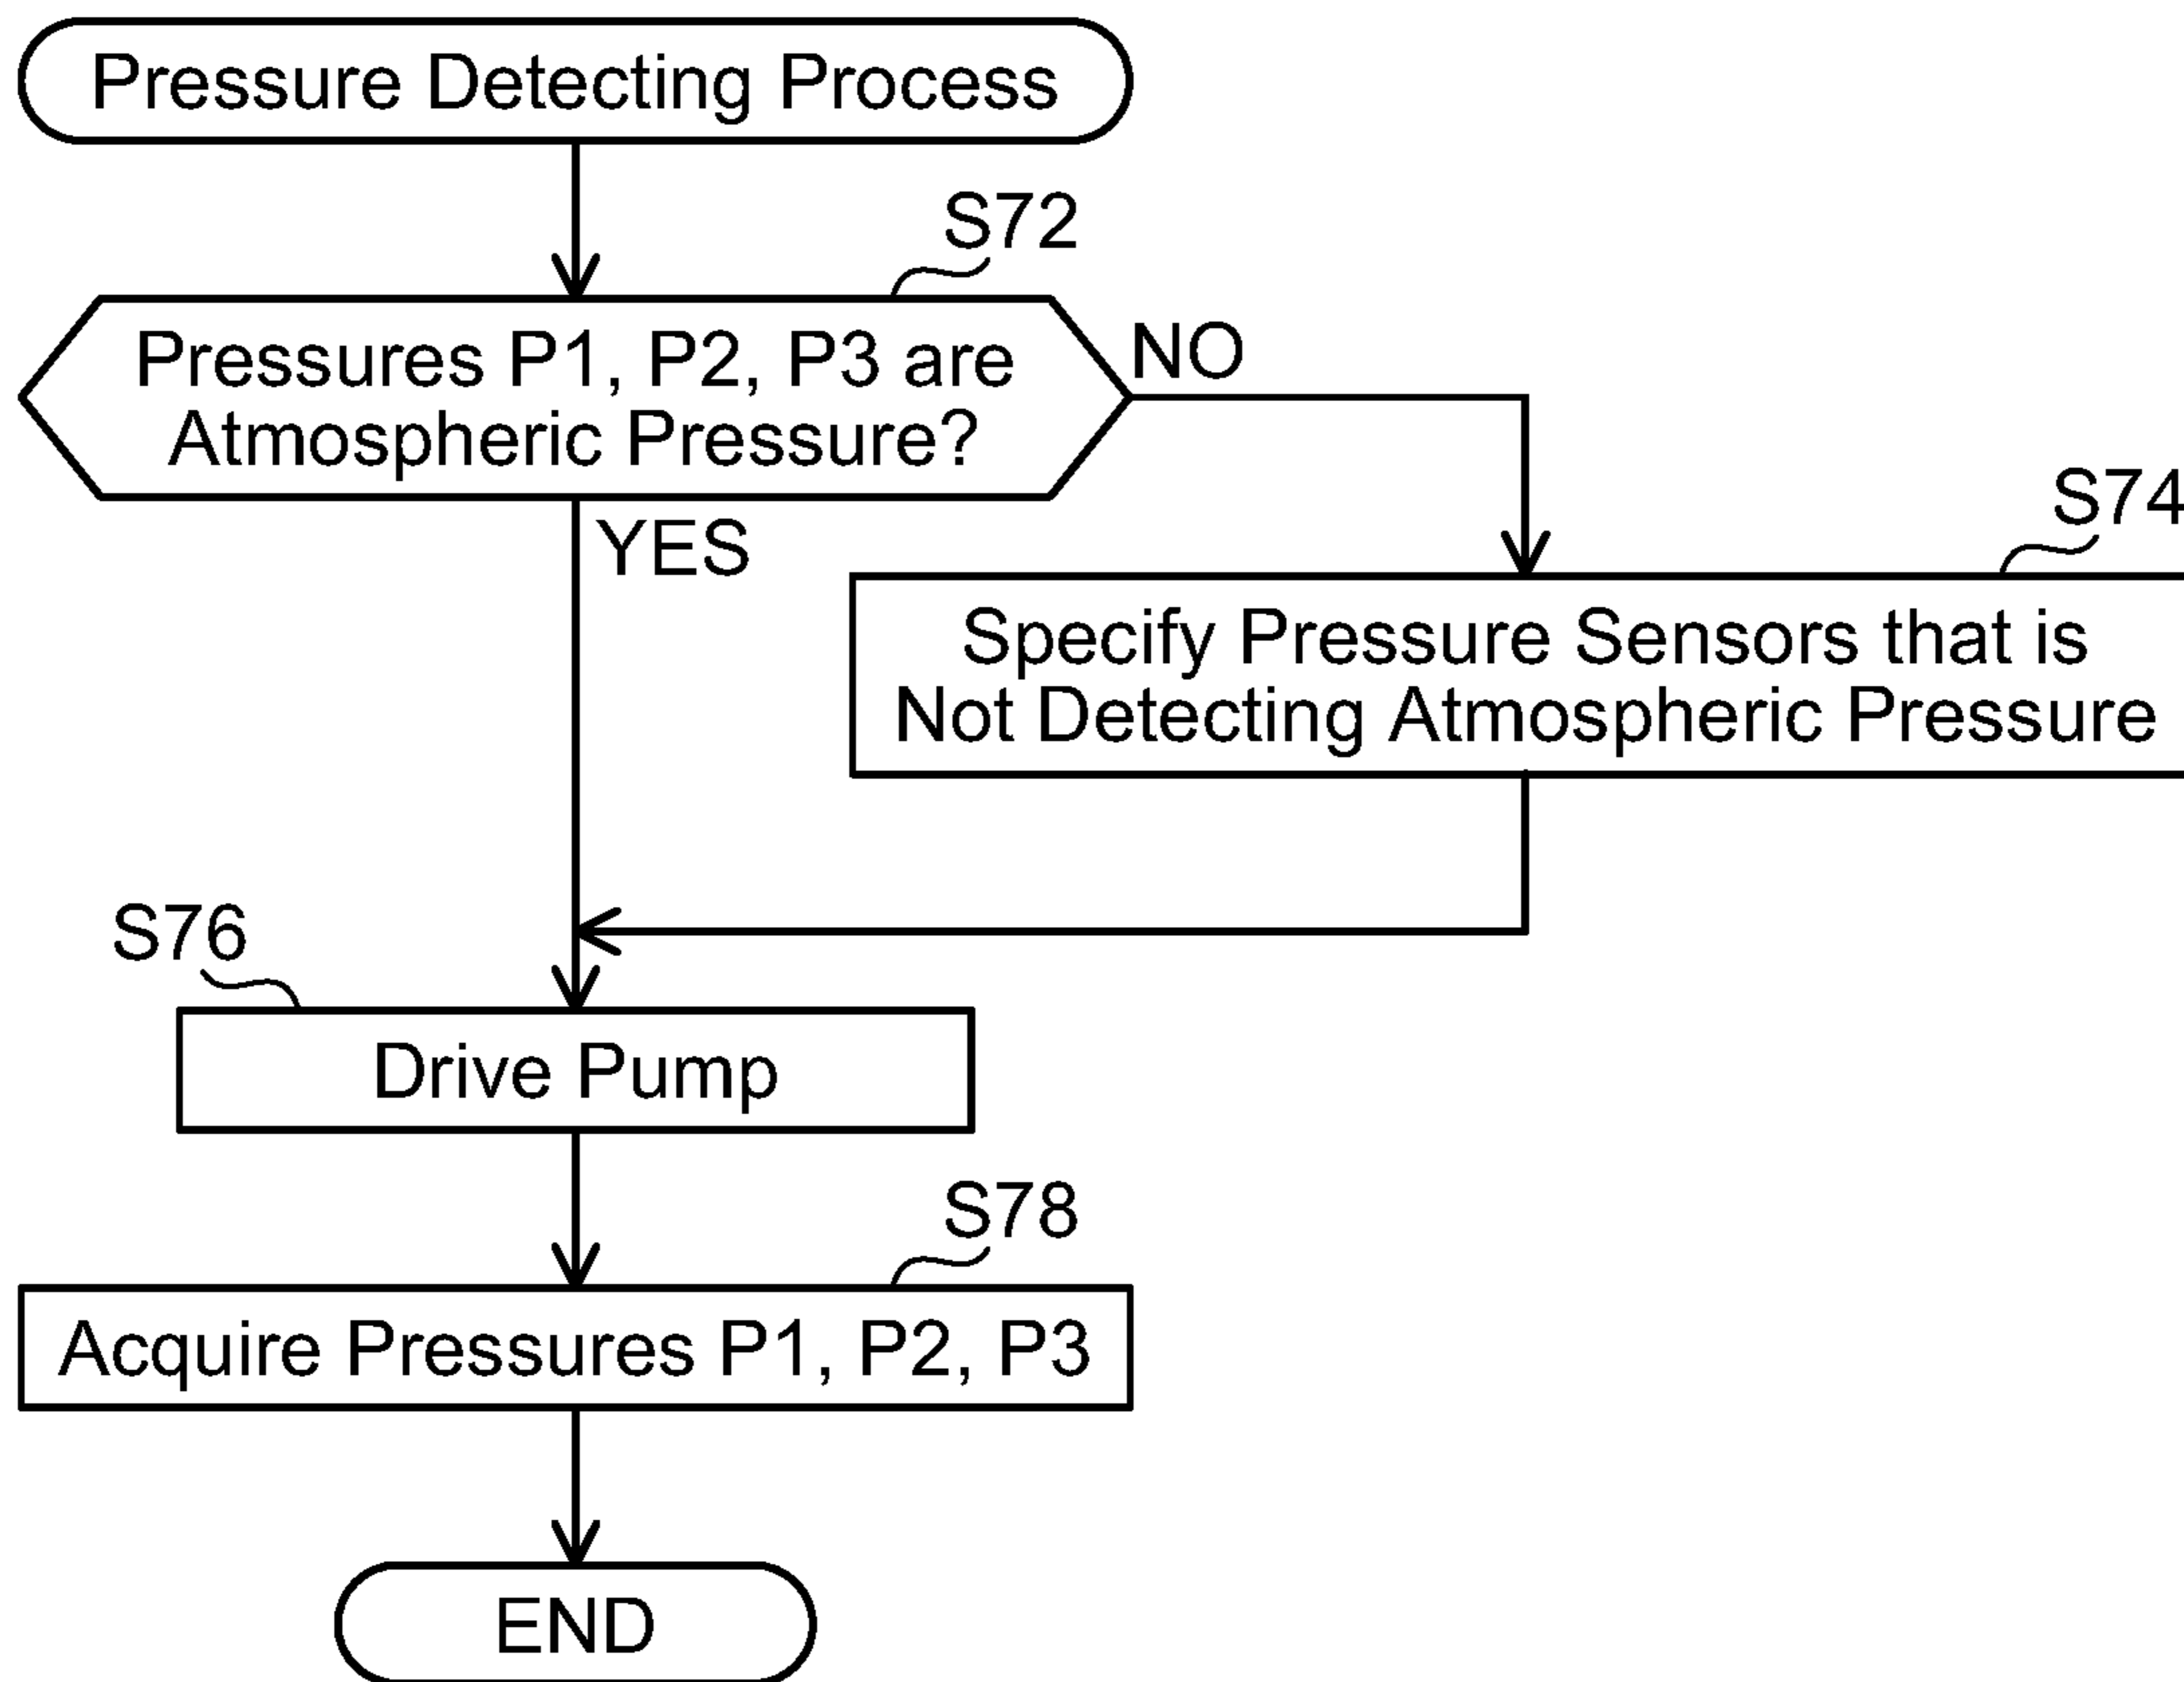 Pressure Detecting Process
S72
Pressures P1, P2, P3 are
Atmospheric Pressure?
NO
YES
S74
Specify Pressure Sensors that is
Not Detecting Atmospheric Pressure
S76
Drive Pump
S78
Acquire Pressures P1, P2, P3
END